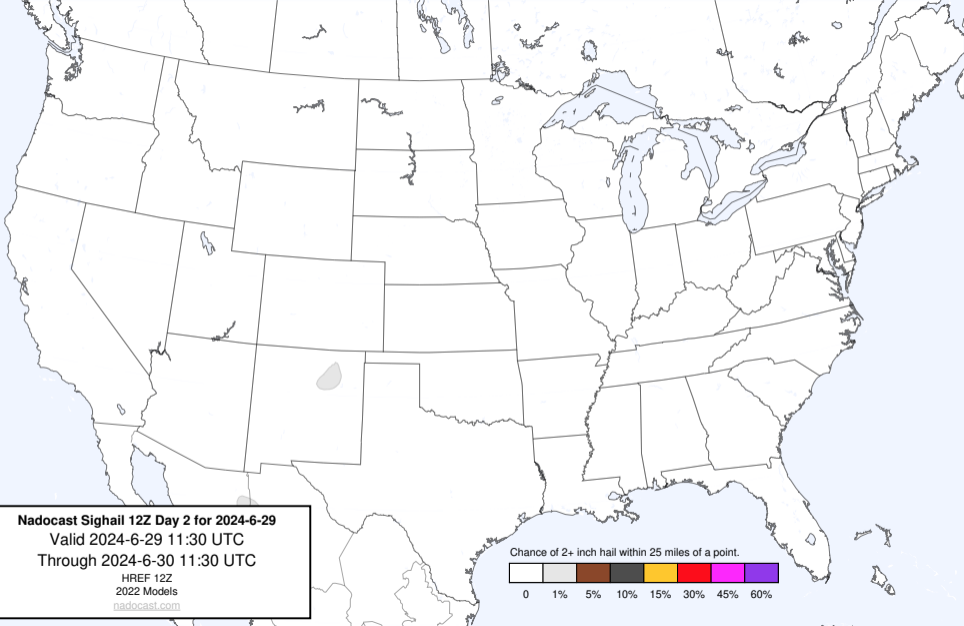 Nadocast Sighail 12Z Day 2 for 2024-6-29
Valid 2024-6-29 11:30 UTC
Through 2024-6-30 11:30 UTC
HREF 12Z
2022 Models
nadocast.com
Chance of 2+ inch hail within 25 miles of a point.
0 1% 5% 10% 15% 30% 45% 60%